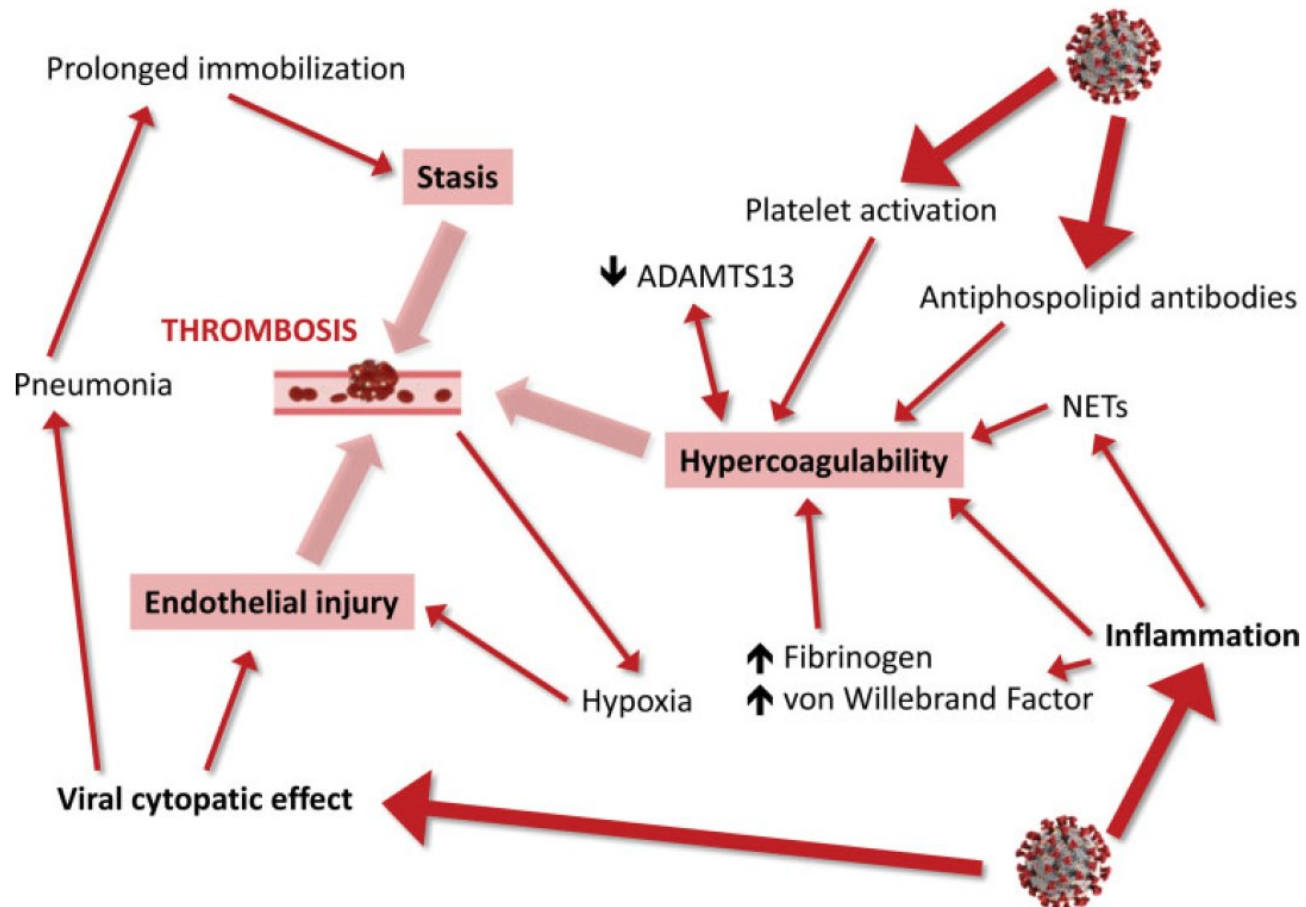 Prolonged immobilization
Stasis
Platelet activation
🡻 ADAMTS13
Antiphospolipid antibodies
THROMBOSIS
Pneumonia
NETs
Hypercoagulability
Endothelial injury
Inflammation
🡹 Fibrinogen
🡹 von Willebrand Factor
Hypoxia
Viral cytopatic effect